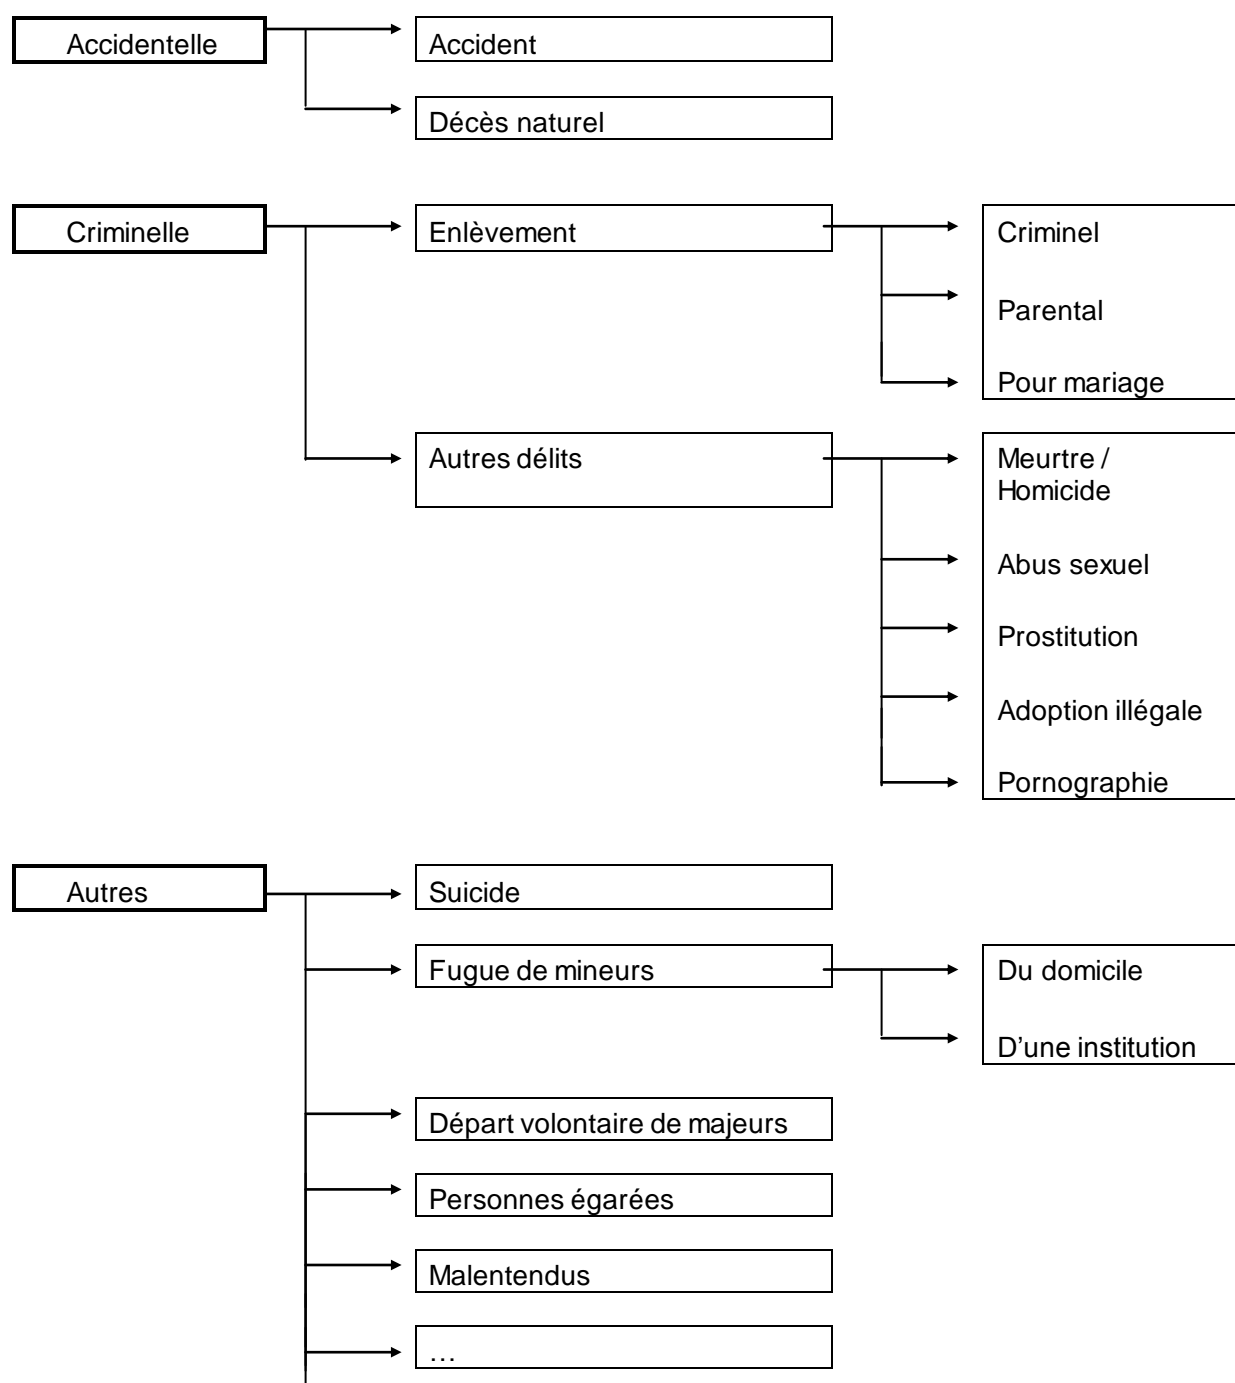 Accidentelle
Accident
Décès naturel
Criminelle
Enlèvement
Criminel
Parental
Pour mariage
Autres délits
Meurtre /
Homicide
Abus sexuel
Prostitution
Adoption illégale
Pornographie
Autres
Suicide
Fugue de mineurs
Du domicile
D’une institution
Départ volontaire de majeurs
Personnes égarées
Malentendus
…